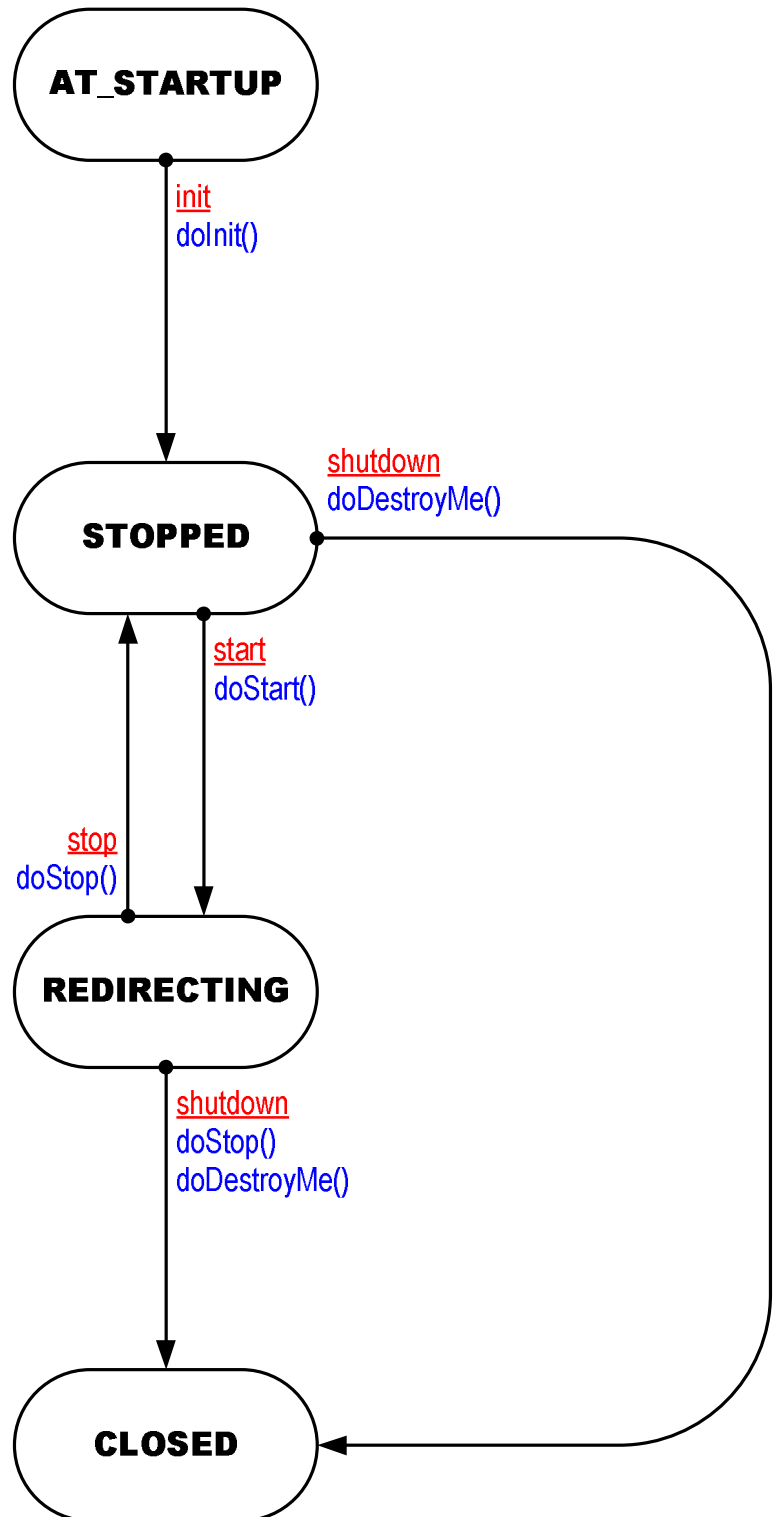 AT_STARTUP
init
doInit()
shutdown
doDestroyMe()
STOPPED
start
doStart()
stop
doStop()
REDIRECTING
shutdown
doStop()
doDestroyMe()
CLOSED